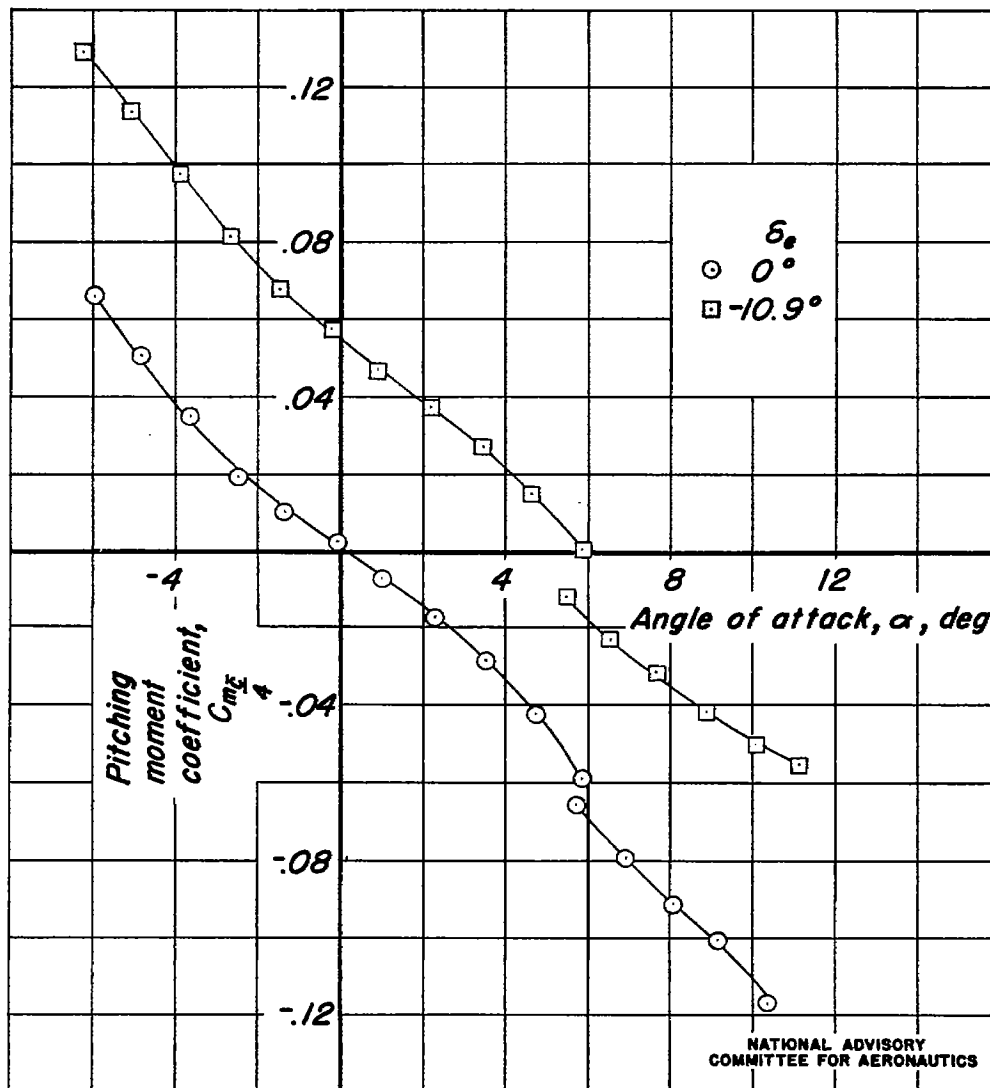 .12
.08
.04
-4
4
8
12
-.04
-.08
-.12
δe
0°
-10.9°
Angle of attack, α, deg
Pitching
moment
coefficient,
Cm c̄/4
NATIONAL ADVISORY
COMMITTEE FOR AERONAUTICS